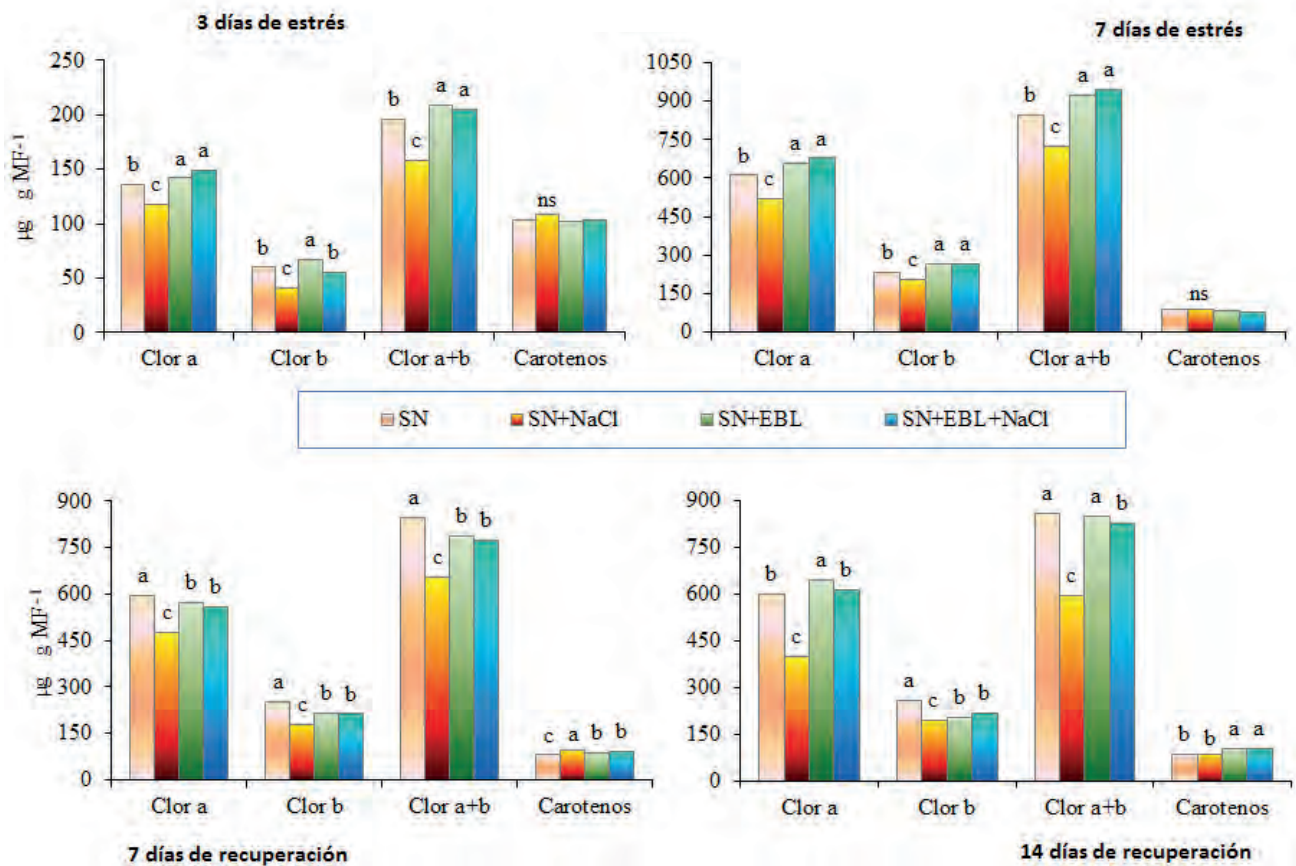 3 días de estrés
250
200
150
100
50
0
µg g MF-1
b c a a
b c a b
b c a a
ns
Clor a Clor b Clor a+b Carotenos
7 días de estrés
1050
900
750
600
450
300
150
0
b c a a
b c a a
b c a a
ns
Clor a Clor b Clor a+b Carotenos
SN SN+NaCl SN+EBL SN+EBL+NaCl
900
750
600
450
300
150
0
µg g MF-1
a c b b
a c b b
a c b b
c a b b
Clor a Clor b Clor a+b Carotenos
7 días de recuperación
900
750
600
450
300
150
0
b c a b
a c b b
a c a b
b b a a
Clor a Clor b Clor a+b Carotenos
14 días de recuperación